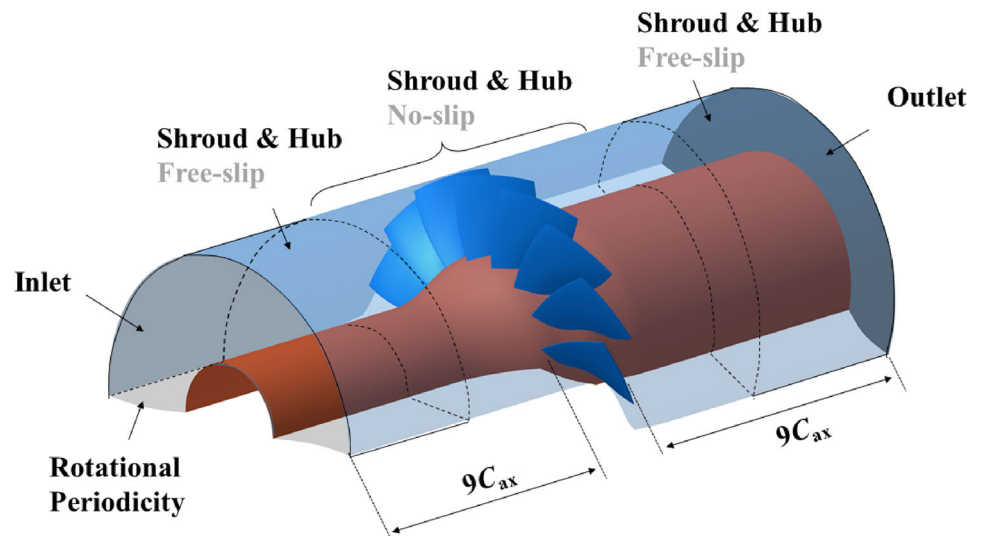 Shroud & Hub
Free-slip
Shroud & Hub
No-slip
Shroud & Hub
Free-slip
Outlet
Inlet
Rotational
Periodicity
9Cax
9Cax